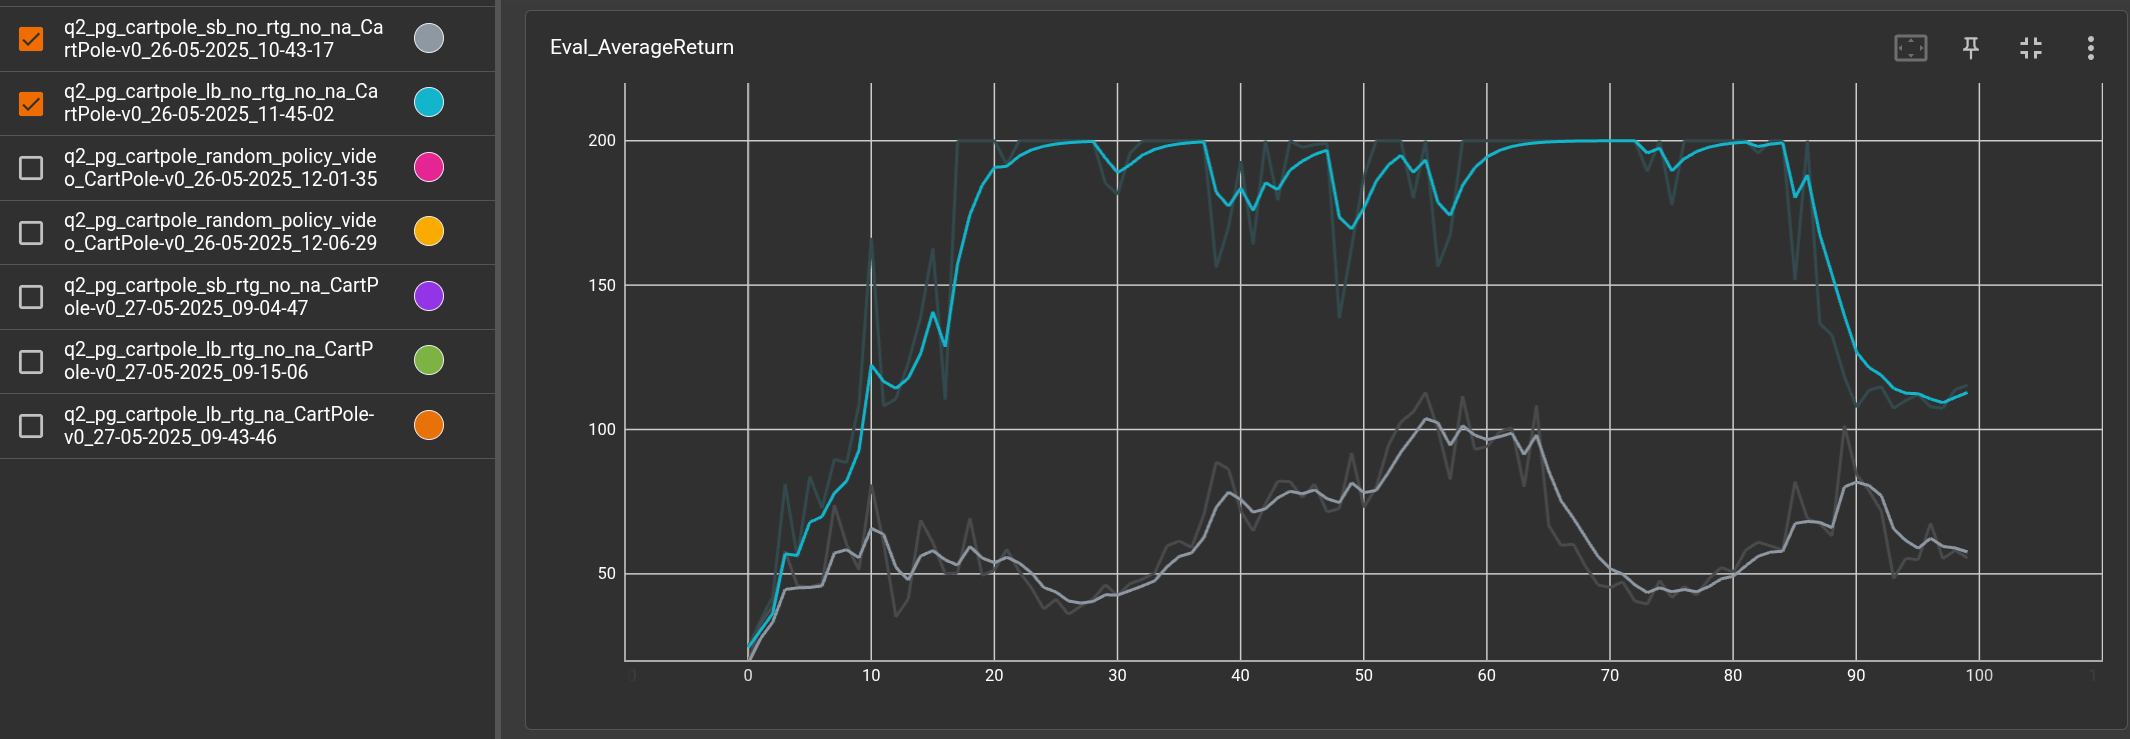 q2_pg_cartpole_sb_no_rtg_no_na_Ca
rtPole-v0_26-05-2025_10-43-17
q2_pg_cartpole_lb_no_rtg_no_na_Ca
rtPole-v0_26-05-2025_11-45-02
q2_pg_cartpole_random_policy_vide
o_CartPole-v0_26-05-2025_12-01-35
q2_pg_cartpole_random_policy_vide
o_CartPole-v0_26-05-2025_12-06-29
q2_pg_cartpole_sb_rtg_no_na_CartP
ole-v0_27-05-2025_09-04-47
q2_pg_cartpole_lb_rtg_no_na_CartP
ole-v0_27-05-2025_09-15-06
q2_pg_cartpole_lb_rtg_na_CartPole-
v0_27-05-2025_09-43-46
Eval_AverageReturn
200
150
100
50
0 10 20 30 40 50 60 70 80 90 100